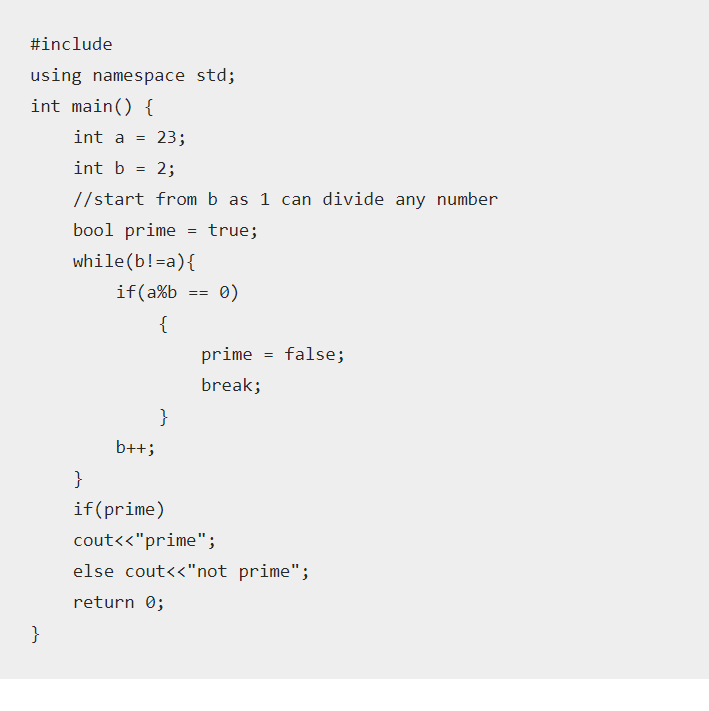 #include
using namespace std;
int main() {
    int a = 23;
    int b = 2;
    //start from b as 1 can divide any number
    bool prime = true;
    while(b!=a){
        if(a%b == 0)
            {
                prime = false;
                break;
            }
        b++;
    }
    if(prime)
    cout<<"prime";
    else cout<<"not prime";
    return 0;
}